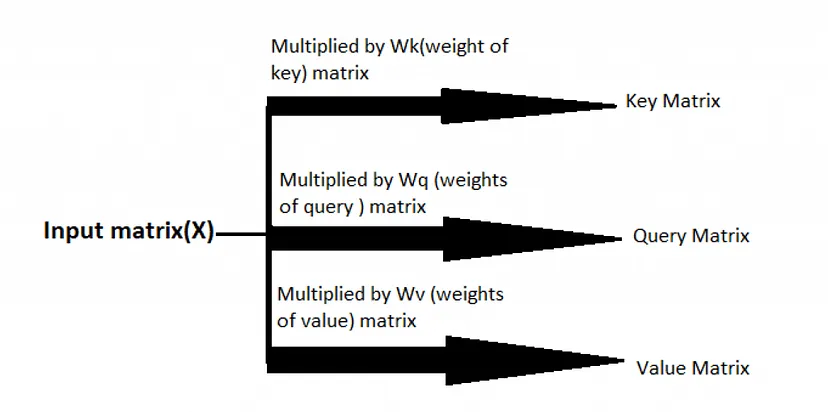 Multiplied by Wk(weight of
key) matrix
Key Matrix
Multiplied by Wq (weights
of query ) matrix
Input matrix(X)
Query Matrix
Multiplied by Wv (weights
of value) matrix
Value Matrix